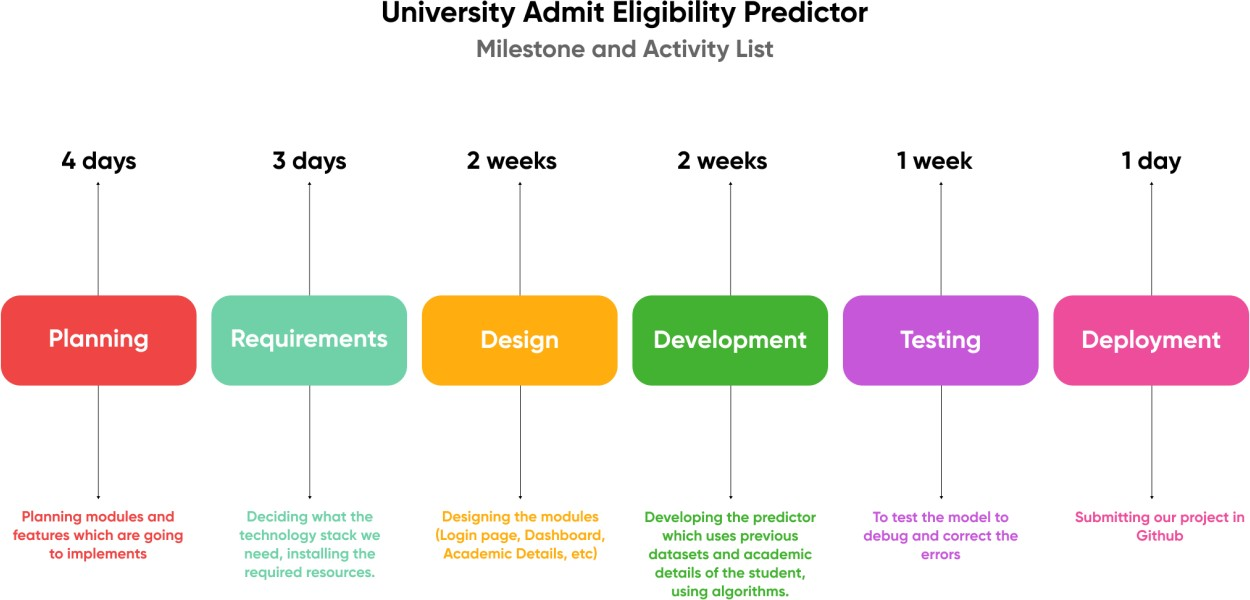 University Admit Eligibility Predictor
Milestone and Activity List
4 days
3 days
2 weeks
2 weeks
1 week
1 day
Planning
Requirements
Design
Development
Testing
Deployment
Planning modules and
features which are going
to implements
Deciding what the
technology stack we
need, installing the
required resources.
Designing the modules
(Login page, Dashboard,
Academic Details, etc)
Developing the predictor
which uses previous
datasets and academic
details of the student,
using algorithms.
To test the model to
debug and correct the
errors
Submitting our project in
Github